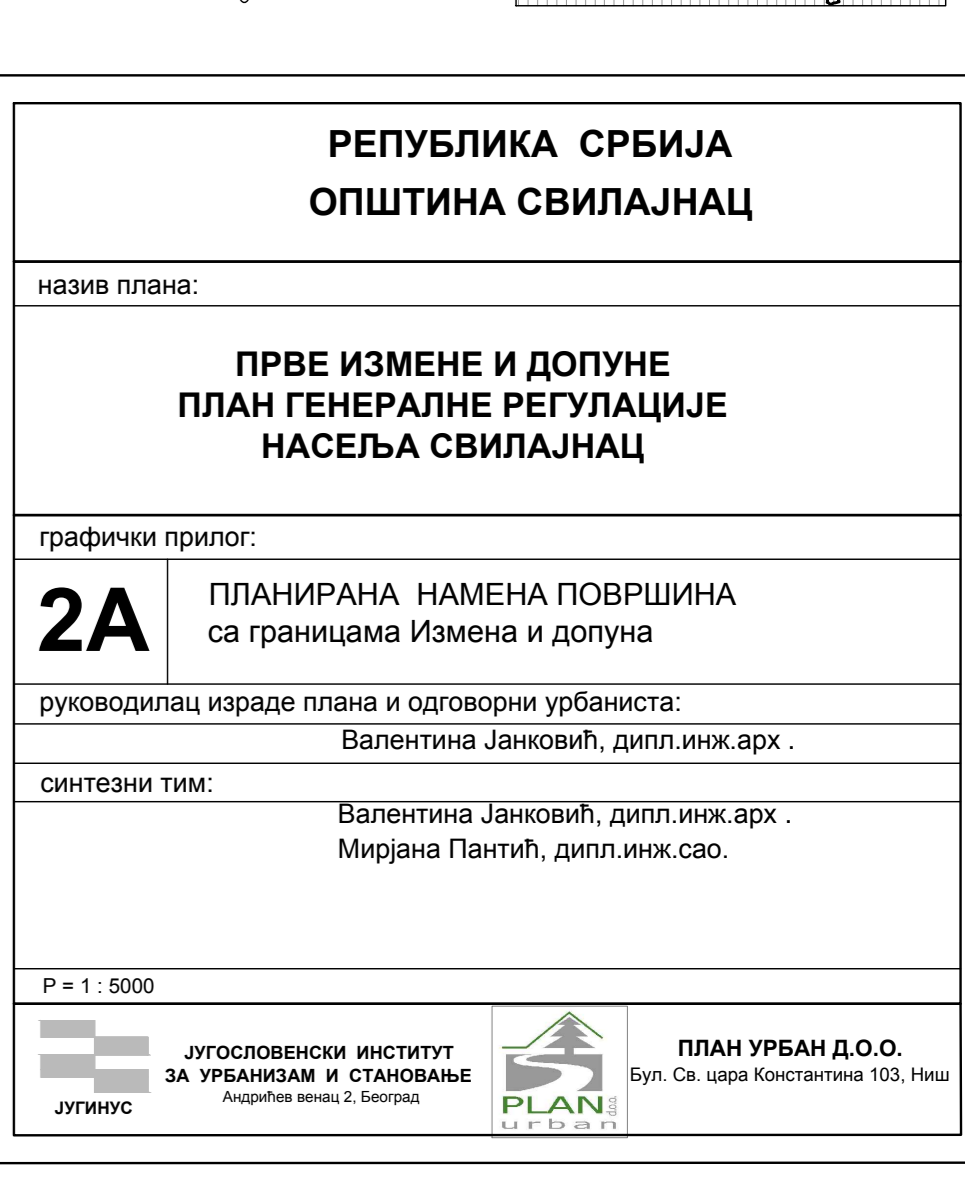 РЕПУБЛИКА СРБИЈА
ОПШТИНА СВИЛАЈНАЦ
назив плана:
ПРВЕ ИЗМЕНЕ И ДОПУНЕ
ПЛАН ГЕНЕРАЛНЕ РЕГУЛАЦИЈЕ
НАСЕЉА СВИЛАЈНАЦ
графички прилог:
2А
ПЛАНИРАНА НАМЕНА ПОВРШИНА
са границама Измена и допуна
руководилац израде плана и одговорни урбаниста:
Валентина Јанковић, дипл.инж.арх .
синтезни тим:
Валентина Јанковић, дипл.инж.арх .
Мирјана Пантић, дипл.инж.сао.
Р = 1 : 5000
ЈУГИНУС
ЈУГОСЛОВЕНСКИ ИНСТИТУТ
ЗА УРБАНИЗАМ И СТАНОВАЊЕ
Андрићев венац 2, Београд
PLAN d.o.o.
urban
ПЛАН УРБАН Д.О.О.
Бул. Св. цара Константина 103, Ниш